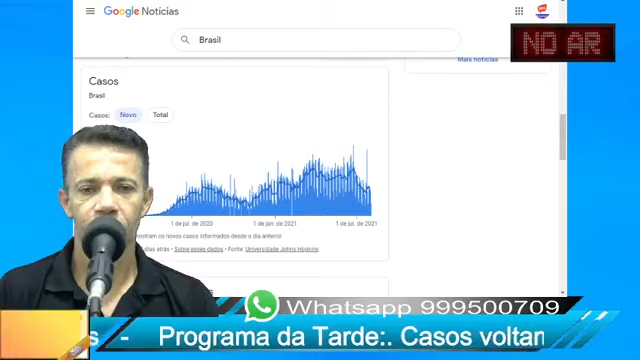 Google Notícias
Brasil
NO AR
Mais notícias
Casos
Brasil
Casos: Novo Total
1 de jul. de 2020 1 de jan. de 2021 1 de jul. de 2021
ostram os novos casos informados desde o dia anterior
dias atrás • Sobre esses dados • Fonte: Universidade Johns Hopkins
Whatsapp 999500709
s - Programa da Tarde:. Casos voltan